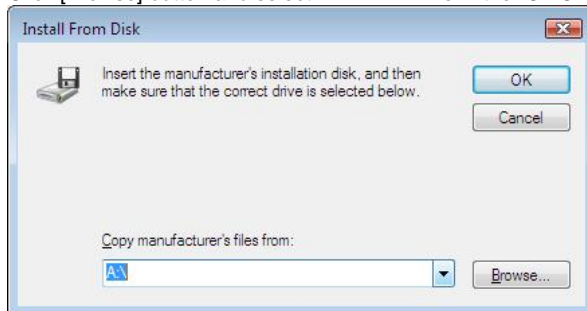 Install From Disk
Insert the manufacturer's installation disk, and then
make sure that the correct drive is selected below.
OK
Cancel
Copy manufacturer's files from:
A:\
Browse...